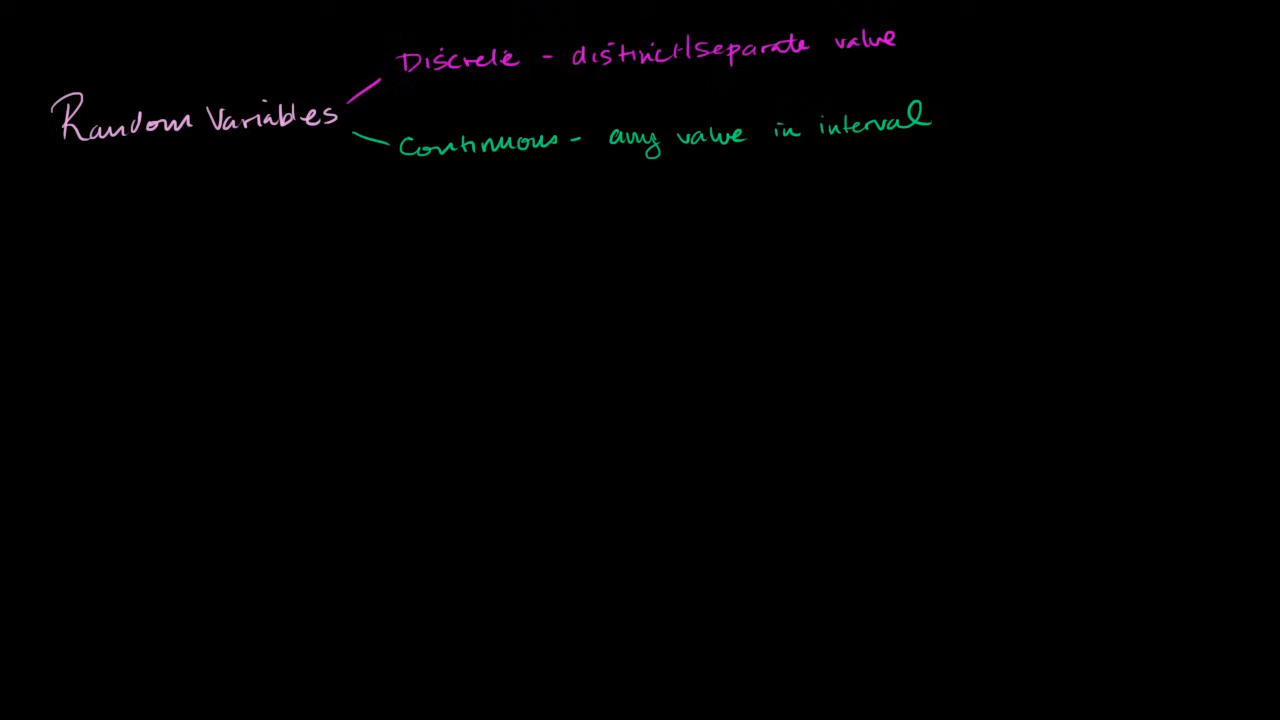 Discrete - distinct/separate value
Random Variables
Continuous - any value in interval